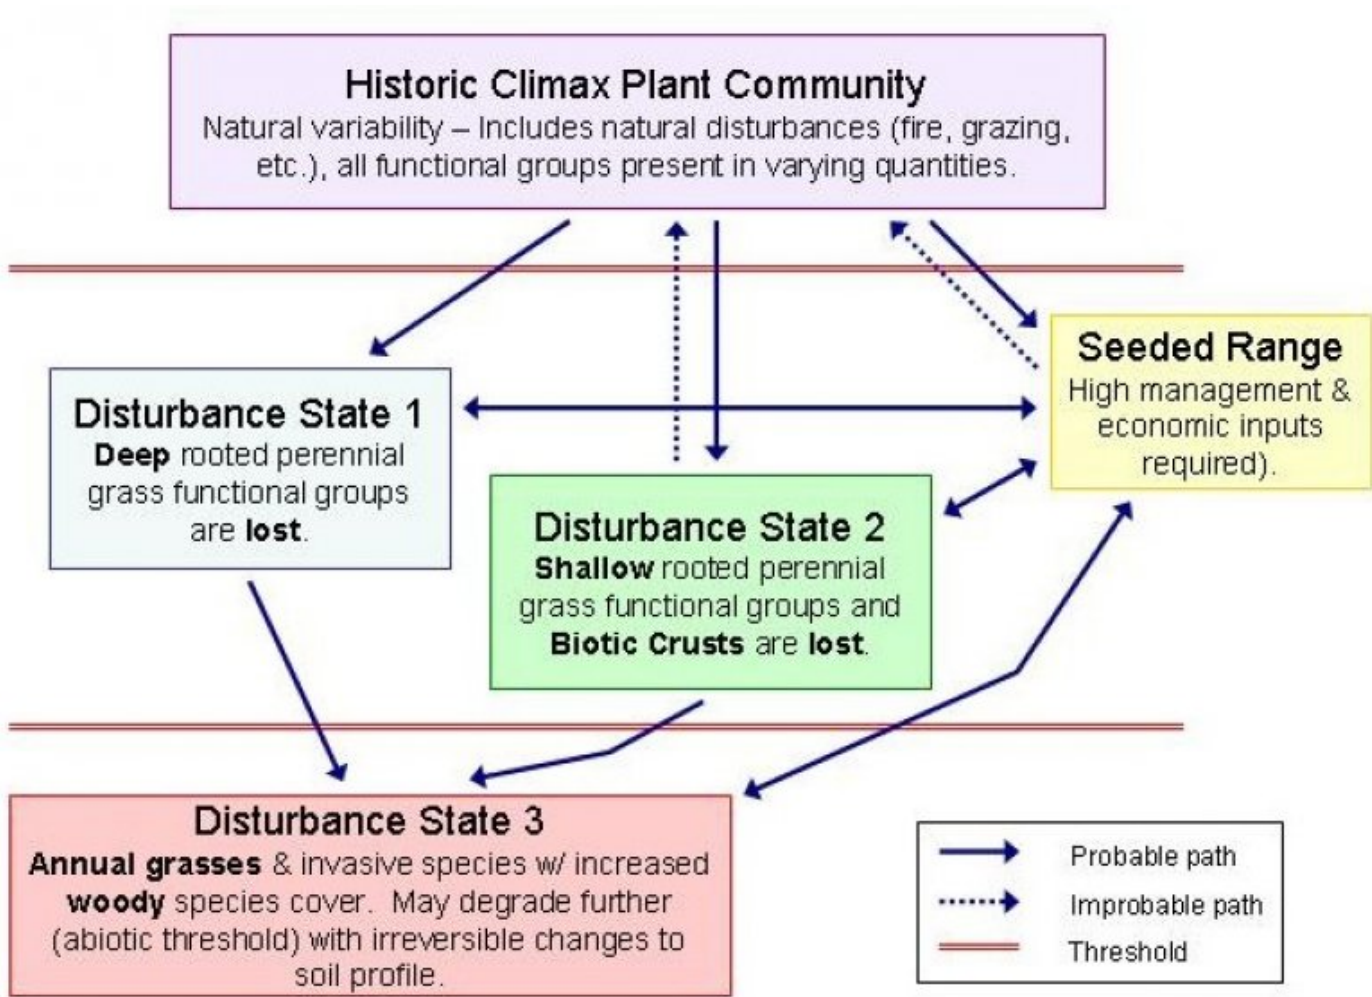 Historic Climax Plant Community
Natural variability – Includes natural disturbances (fire, grazing,
etc.), all functional groups present in varying quantities.
Seeded Range
High management &
economic inputs
required).
Disturbance State 1
Deep rooted perennial
grass functional groups
are lost.
Disturbance State 2
Shallow rooted perennial
grass functional groups and
Biotic Crusts are lost.
Disturbance State 3
Annual grasses & invasive species w/ increased
woody species cover. May degrade further
(abiotic threshold) with irreversible changes to
soil profile.
Probable path
Improbable path
Threshold